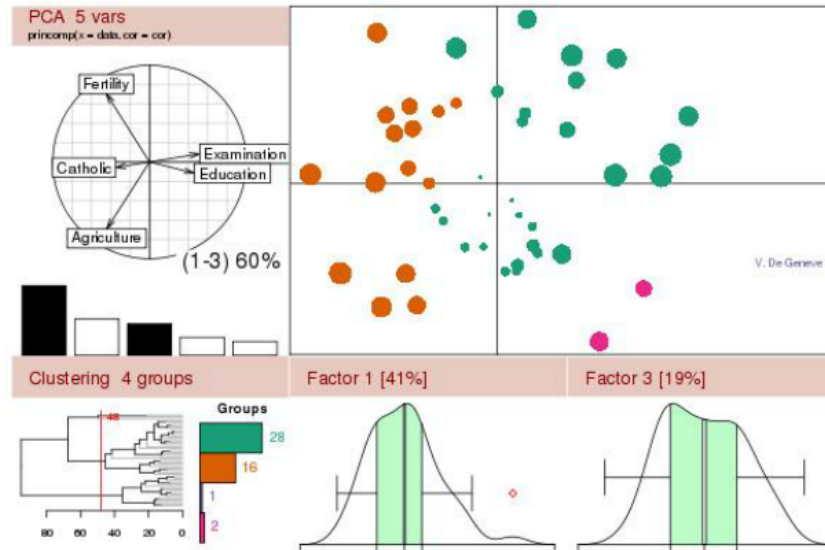 PCA 5 vars
princomp(x = data, cor = cor)
Fertility
Catholic
Examination
Education
Agriculture
(1-3) 60%
V. De Geneve
Clustering 4 groups
Factor 1 [41%]
Factor 3 [19%]
48
Groups
28
16
1
2
80 60 40 20 0